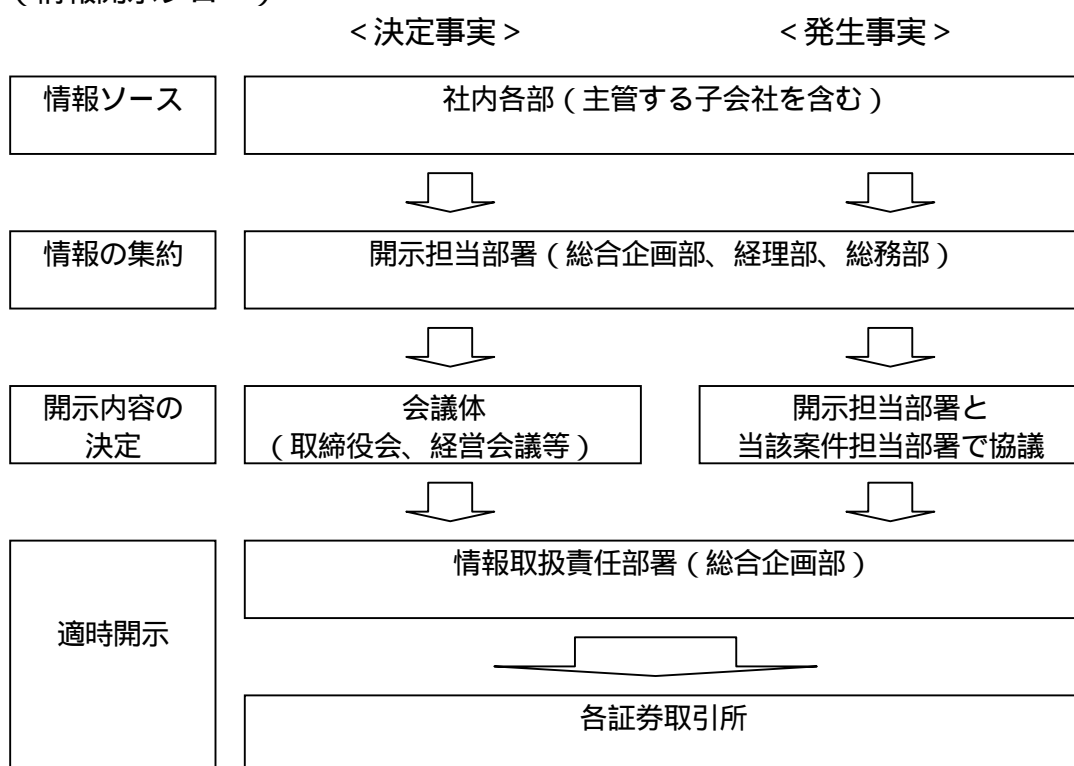 ＜決定事実＞ ＜発生事実＞
情報ソース 社内各部（主管する子会社を含む）
情報の集約 開示担当部署（総合企画部、経理部、総務部）
開示内容の 会議体 開示担当部署と
決定 （取締役会、経営会議等） 当該案件担当部署で協議
情報取扱責任部署（総合企画部）
適時開示
各証券取引所